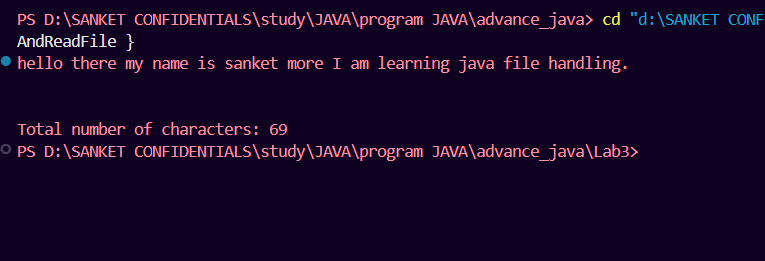 PS D:\SANKET CONFIDENTIALS\study\JAVA\program JAVA\advance_java> cd "d:\SANKET CONF
AndReadFile }
hello there my name is sanket more I am learning java file handling.
Total number of characters: 69
PS D:\SANKET CONFIDENTIALS\study\JAVA\program JAVA\advance_java\Lab3>